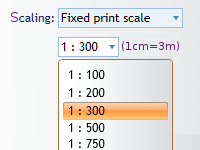 Scaling: Fixed print scale
1 : 300 (1cm=3m)
1 : 100
1 : 200
1 : 300
1 : 500
1 : 750